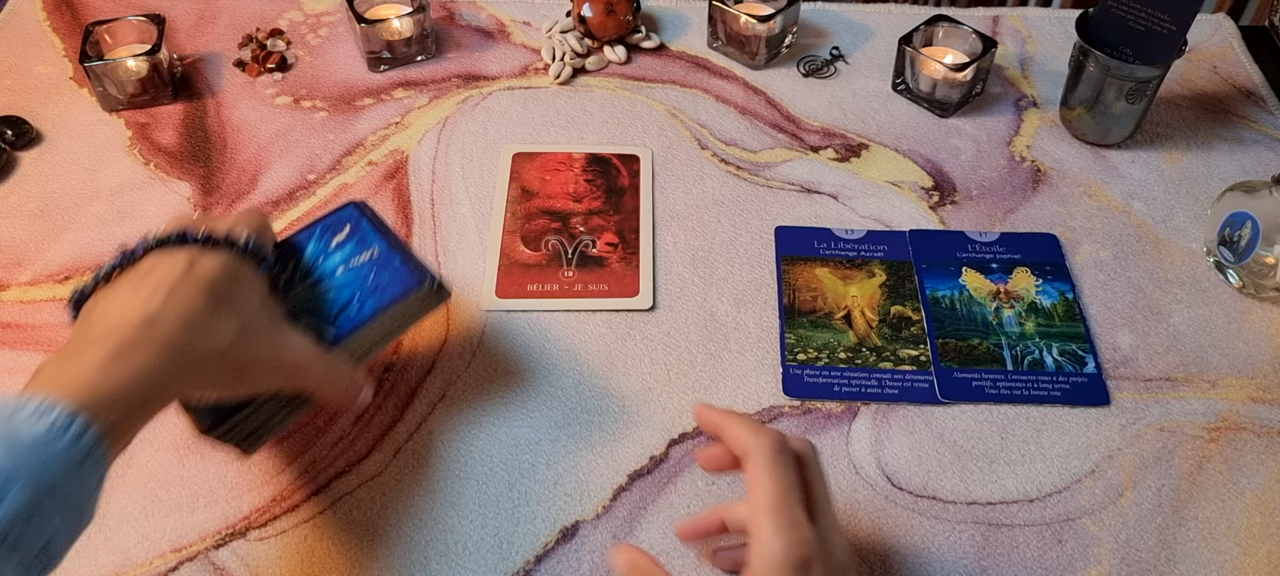 13
BÉLIER ~ JE SUIS
13
La Libération
L'archange Azraël
Une phase ou une situation connaît son dénouement
Transformation spirituelle. L'heure est venue
de passer à autre chose
17
L'Étoile
L'archange Jophiel
Moments heureux. Consacrez-vous à des projets
positifs, optimistes et à long terme.
Vous êtes sur la bonne voie